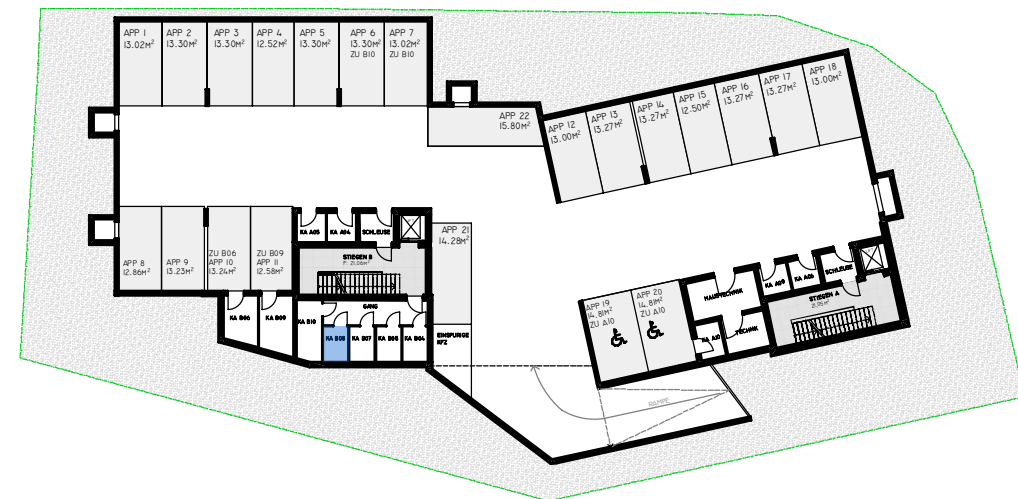 APP 1
13.02M²
APP 2
13.30M²
APP 3
13.30M²
APP 4
12.52M²
APP 5
13.30M²
APP 6
13.30M²
ZU B10
APP 7
13.02M²
ZU B10
APP 22
15.80M²
APP 12
13.00M²
APP 13
13.27M²
APP 14
13.27M²
APP 15
12.50M²
APP 16
13.27M²
APP 17
13.27M²
APP 18
13.00M²
APP 8
12.86M²
APP 9
13.23M²
ZU B06
APP 10
13.24M²
ZU B09
APP 11
12.58M²
KA A05
KA A04
SCHLEUSE
STIEGEN B
F: 21.06M²
APP 21
14.28M²
KA B06
KA B09
KA B10
GANG
KA B08
KA B07
KA B05
KA B04
EINSPURIGE
KFZ
APP 19
14.81M²
ZU A10
APP 20
14.81M²
ZU A10
HAUSTECHNIK
KA A09
KA A06
SCHLEUSE
STIEGEN A
KA A10
TECHNIK
RAMPE